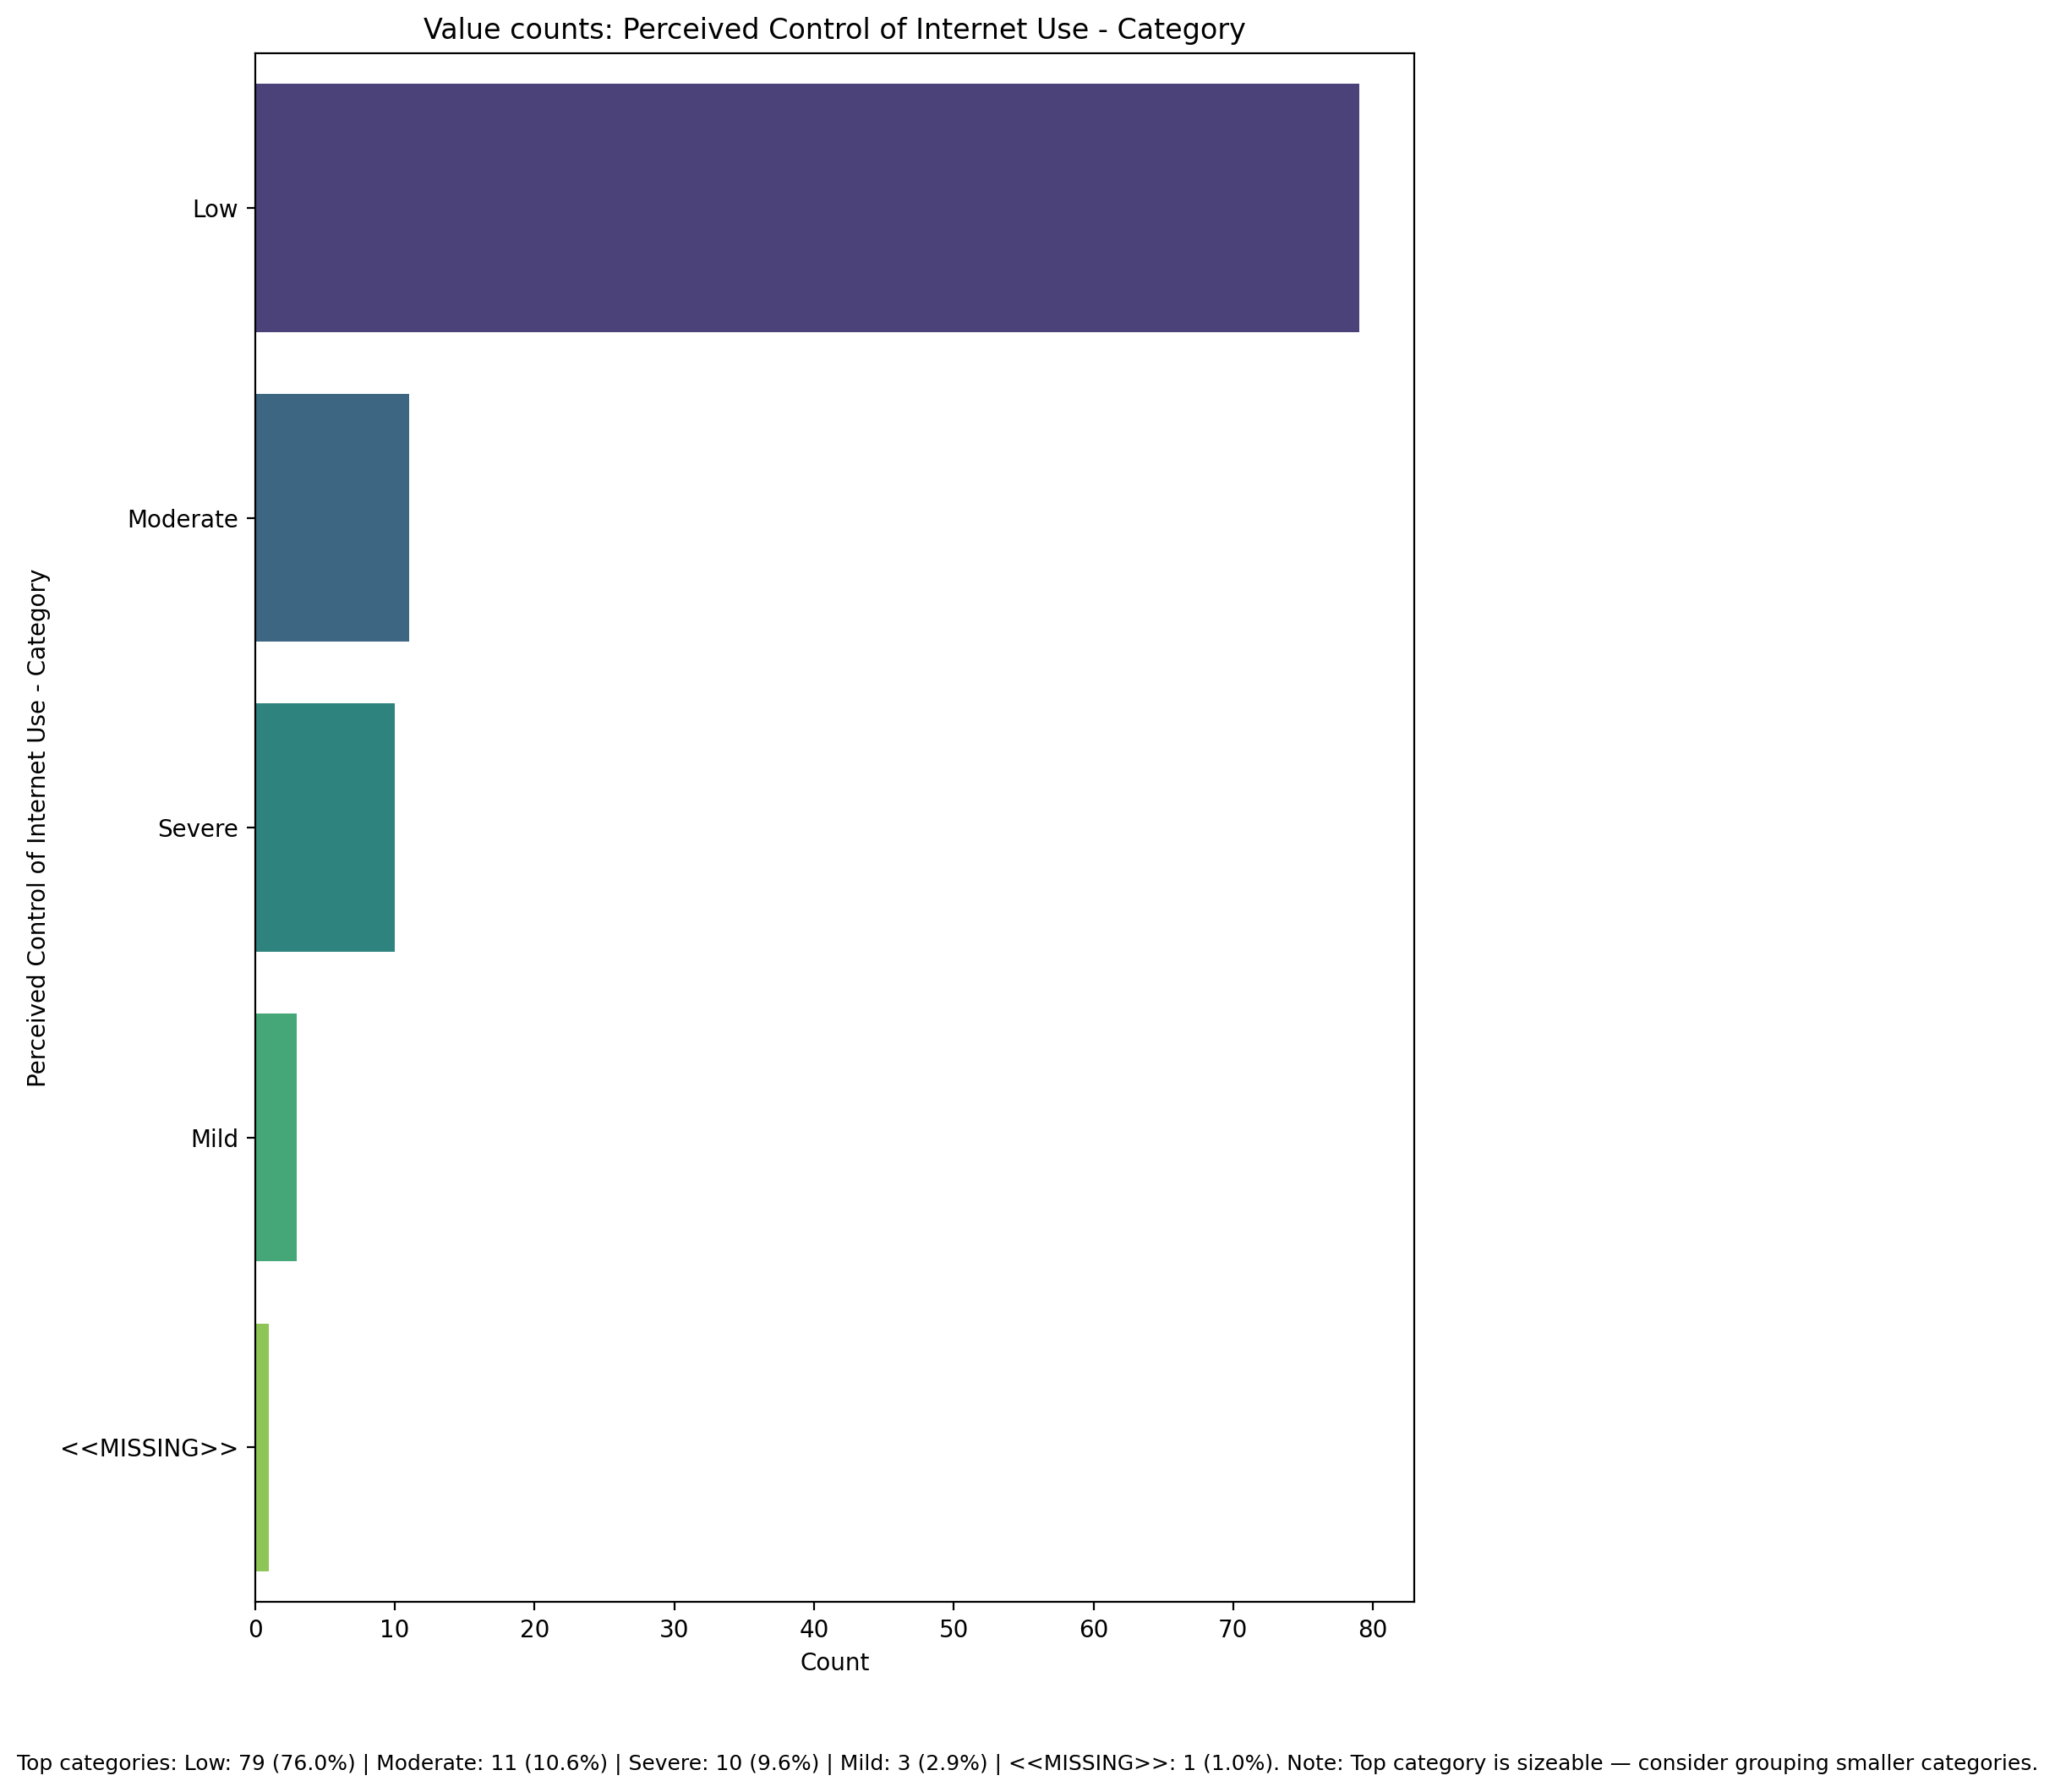 Value counts: Perceived Control of Internet Use - Category
Perceived Control of Internet Use - Category
Low
Moderate
Severe
Mild
<<MISSING>>
0 10 20 30 40 50 60 70 80
Count
Top categories: Low: 79 (76.0%) | Moderate: 11 (10.6%) | Severe: 10 (9.6%) | Mild: 3 (2.9%) | <<MISSING>>: 1 (1.0%). Note: Top category is sizeable — consider grouping smaller categories.